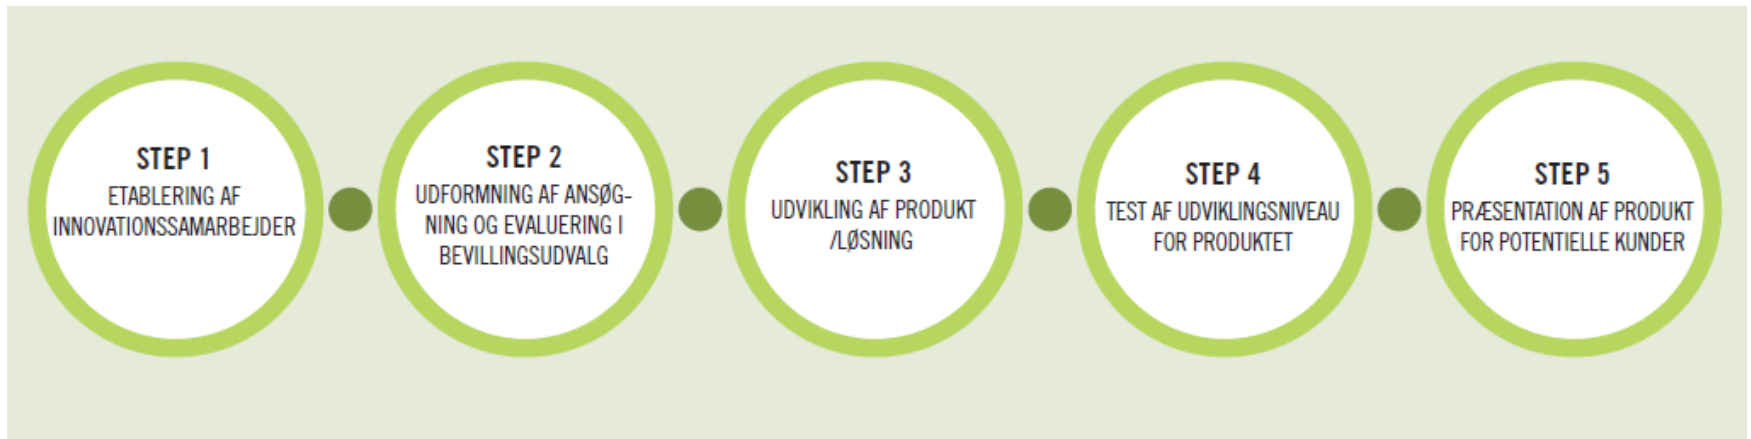 STEP 1
ETABLERING AF
INNOVATIONSSAMARBEJDER
STEP 2
UDFORMNING AF ANSØG-
NING OG EVALUERING I
BEVILLINGSUDVALG
STEP 3
UDVIKLING AF PRODUKT
/LØSNING
STEP 4
TEST AF UDVIKLINGSNIVEAU
FOR PRODUKTET
STEP 5
PRÆSENTATION AF PRODUKT
FOR POTENTIELLE KUNDER